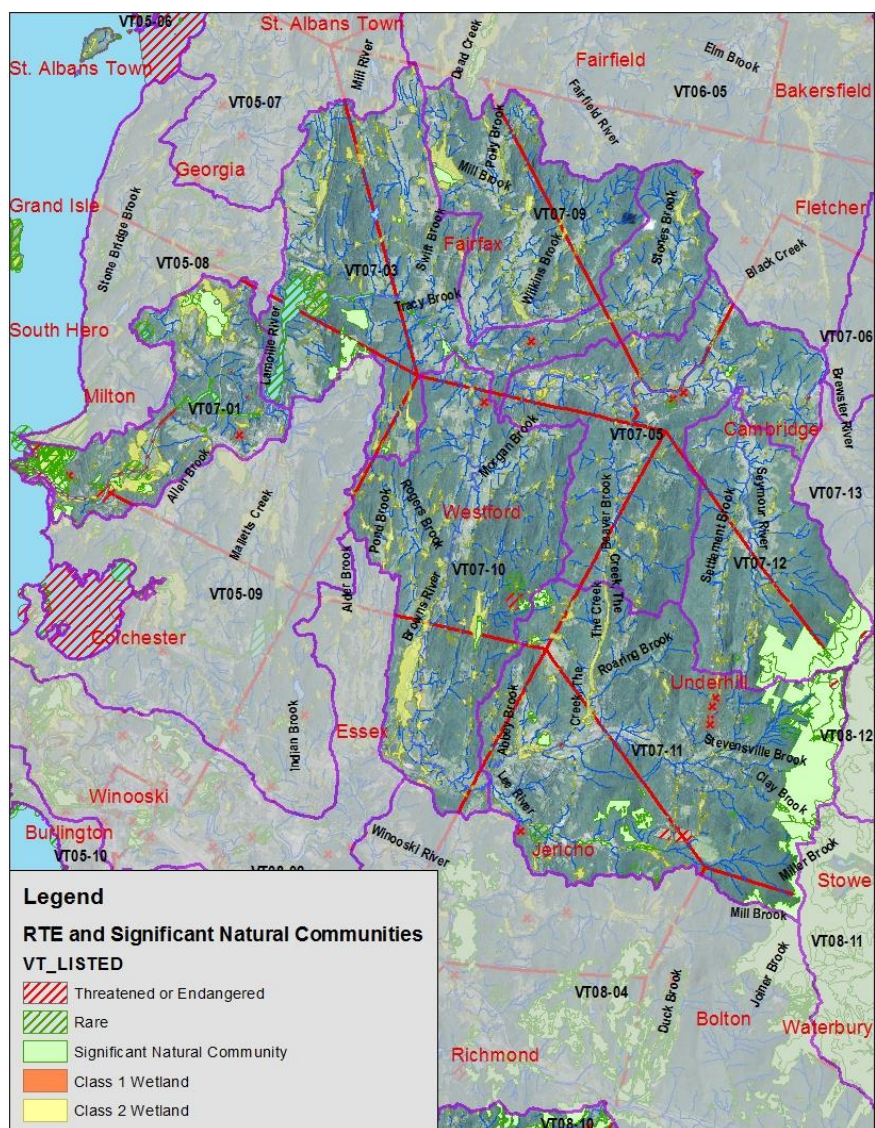 VT05-06
St. Albans Town
St. Albans Town
Mill River
Dead Creek
Fairfield
Elm Brook
VT06-05
Bakersfield
VT05-07
Fairfield River
Georgia
Polly Brook
Mill Brook
VT07-09
Grand Isle
Stone Bridge Brook
Fletcher
Stones Brook
Swift Brook
Fairfax
Black Creek
VT05-08
VT07-03
Wilkins Brook
Tracy Brook
South Hero
Lamoille River
VT07-06
Milton
Brewster River
VT07-01
VT07-05
Cambridge
Morgan Brook
Allen Brook
Seymour River
VT07-13
Malletts Creek
Pond Brook
Rogers Brook
Westford
Beaver Brook
Settlement Brook
VT07-12
VT05-09
Alder Brook
VT07-10
Browns River
Creek, The
The Creek
Colchester
Roaring Brook
Underhill
Creek, The
Abbey Brook
Essex
Indian Brook
VT07-11
Stevensville Brook
VT08-12
Clay Brook
Lee River
Winooski
Burlington
Winooski River
Jericho
VT05-10
Miller Brook
Stowe
Mill Brook
VT08-11
Joiner Brook
VT08-04
Duck Brook
Bolton
Waterbury
Richmond
VT08-10
Legend
RTE and Significant Natural Communities
VT_LISTED
Threatened or Endangered
Rare
Significant Natural Community
Class 1 Wetland
Class 2 Wetland